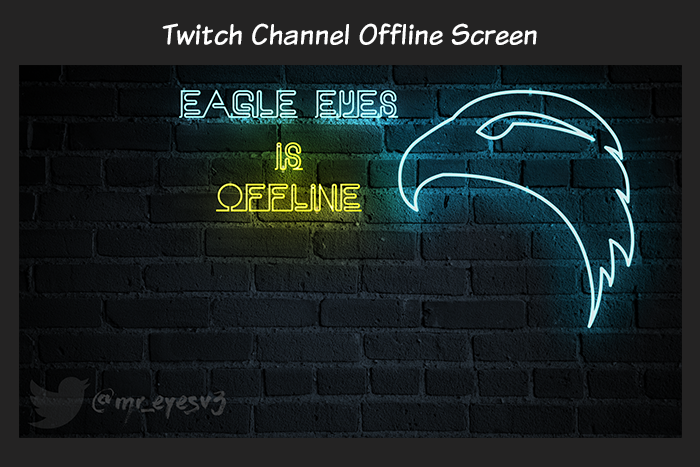 Twitch Channel Offline Screen
EAGLE EYES
iS
OFFLiNE
@mr_eyesv3